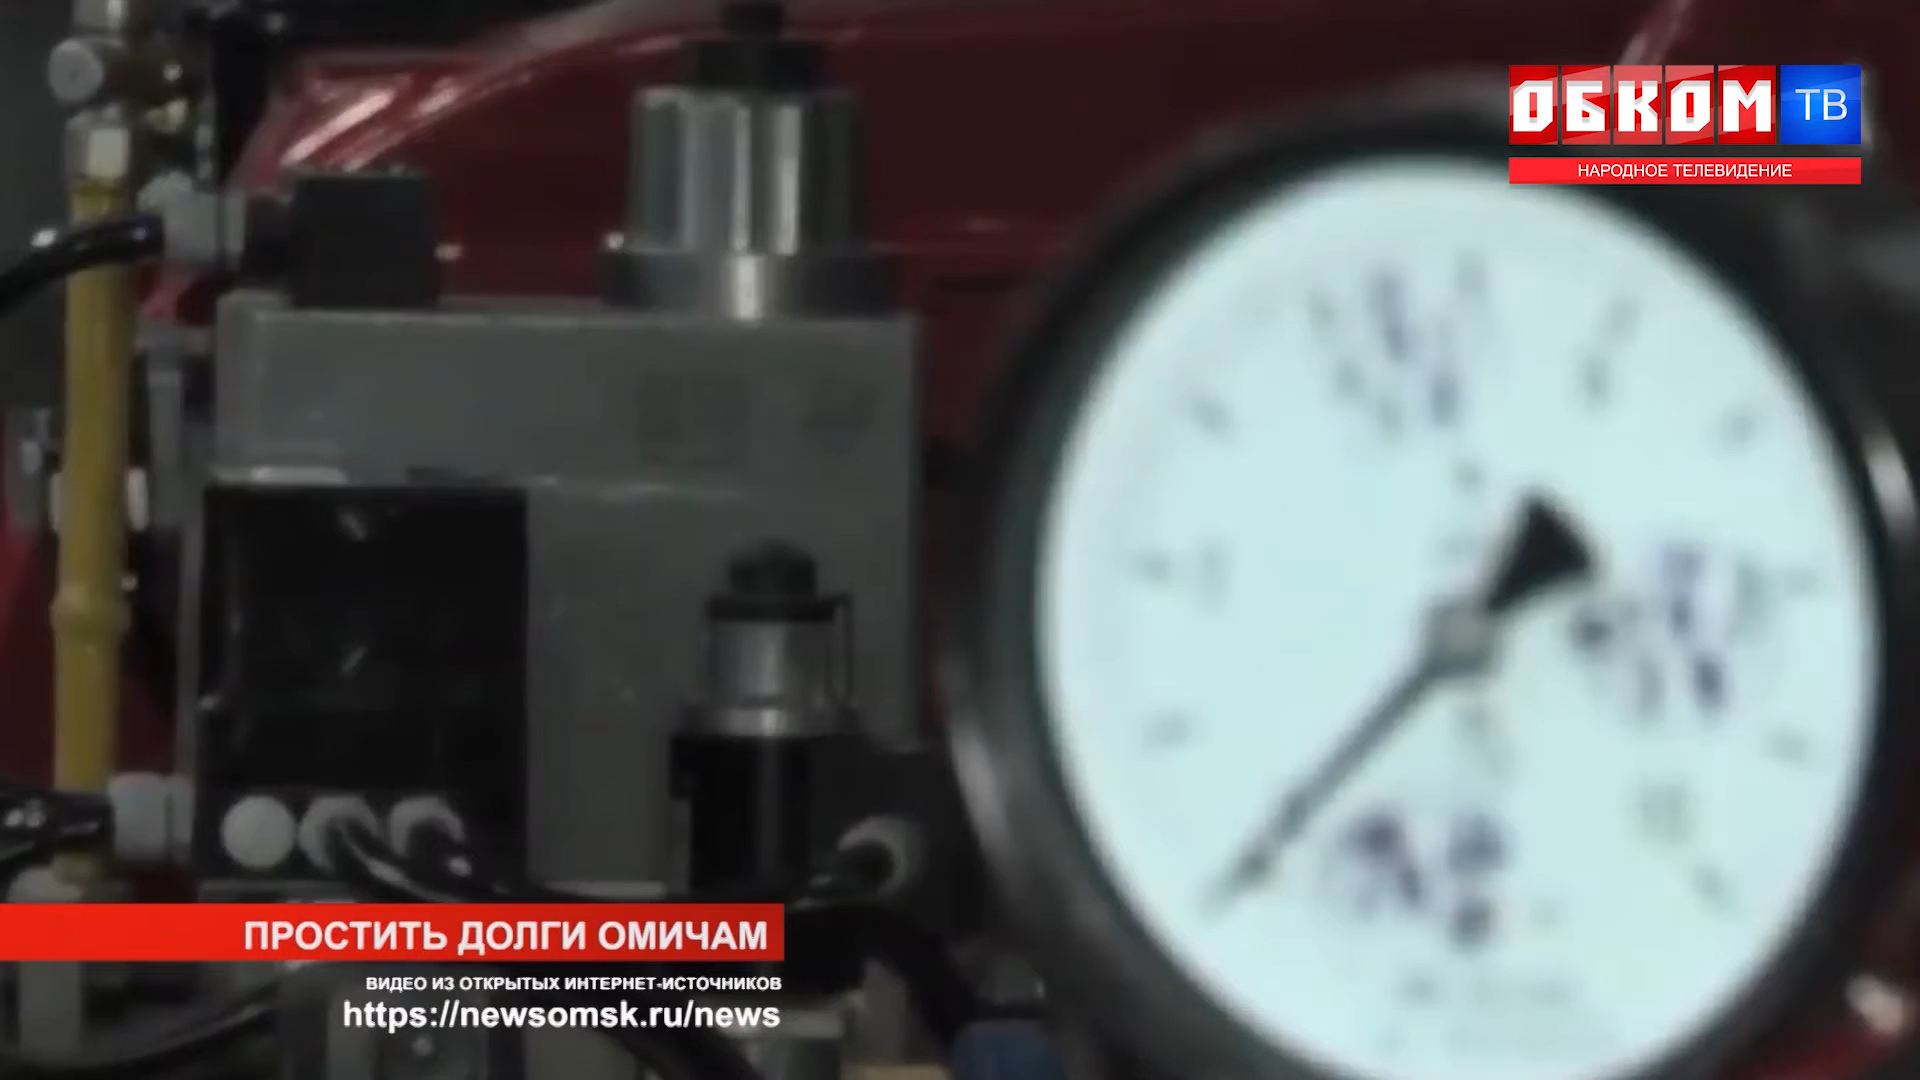 ОБКОМ ТВ
НАРОДНОЕ ТЕЛЕВИДЕНИЕ
ПРОСТИТЬ ДОЛГИ ОМИЧАМ
ВИДЕО ИЗ ОТКРЫТЫХ ИНТЕРНЕТ-ИСТОЧНИКОВ
https://newsomsk.ru/news